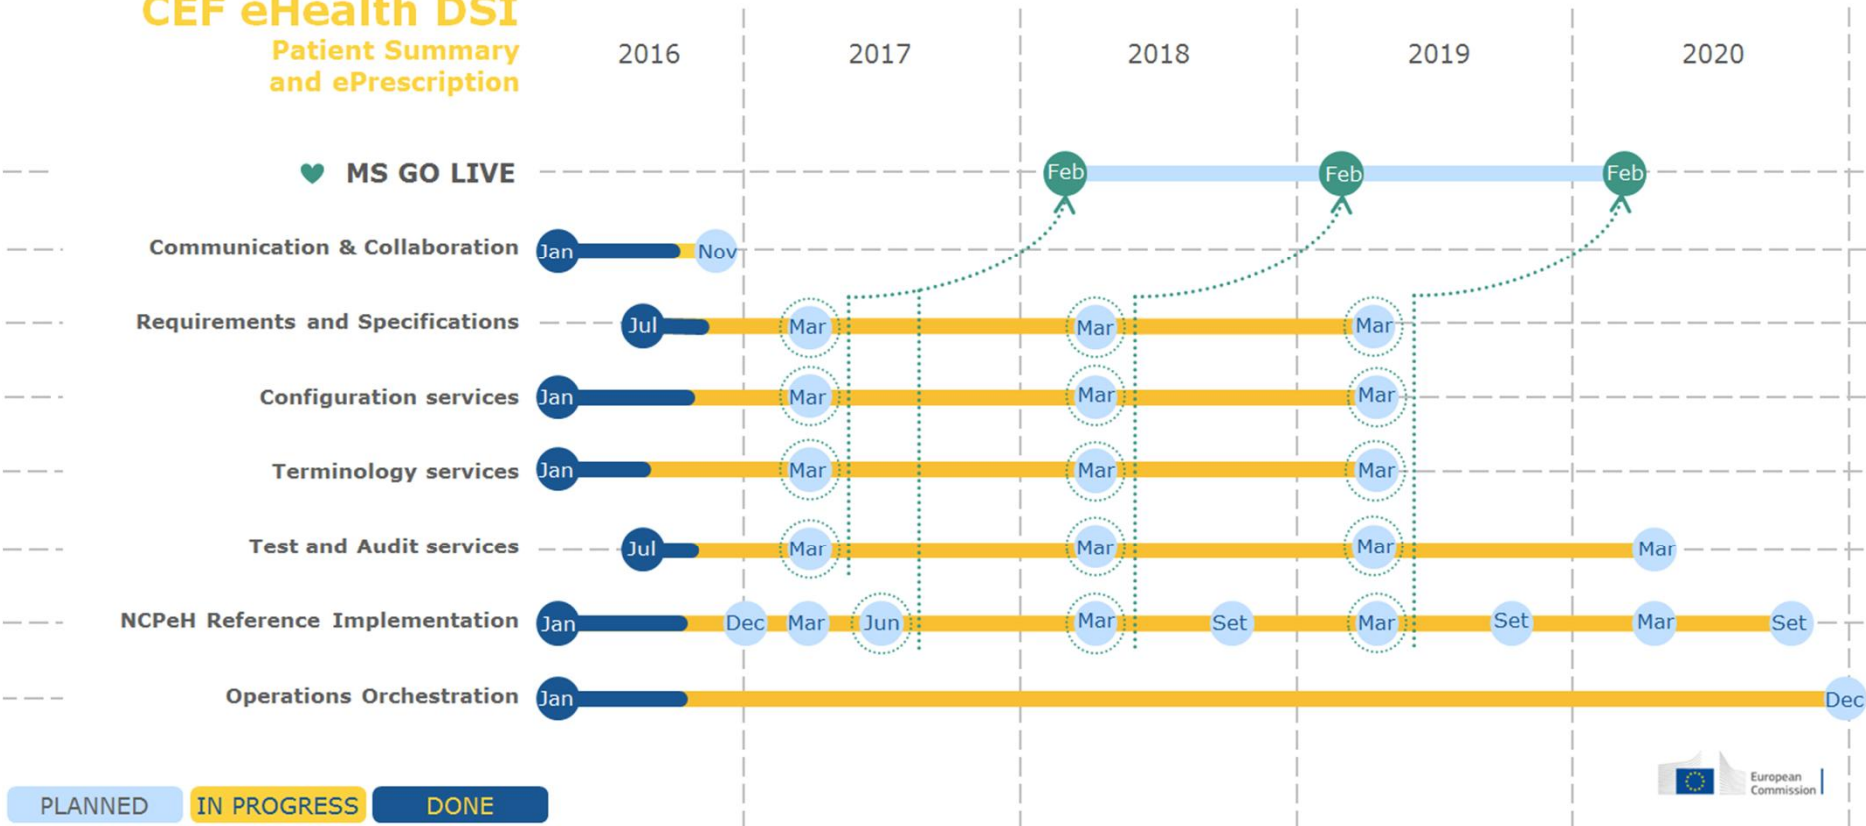 CEF eHealth DSI
Patient Summary
and ePrescription
2016 2017 2018 2019 2020
MS GO LIVE Feb Feb Feb
Communication & Collaboration Jan Nov
Requirements and Specifications Jul Mar Mar Mar
Configuration services Jan Mar Mar Mar
Terminology services Jan Mar Mar Mar
Test and Audit services Jul Mar Mar Mar Mar
NCPeH Reference Implementation Jan Dec Mar Jun Mar Set Mar Set Mar Set
Operations Orchestration Jan Dec
European
Commission
PLANNED IN PROGRESS DONE